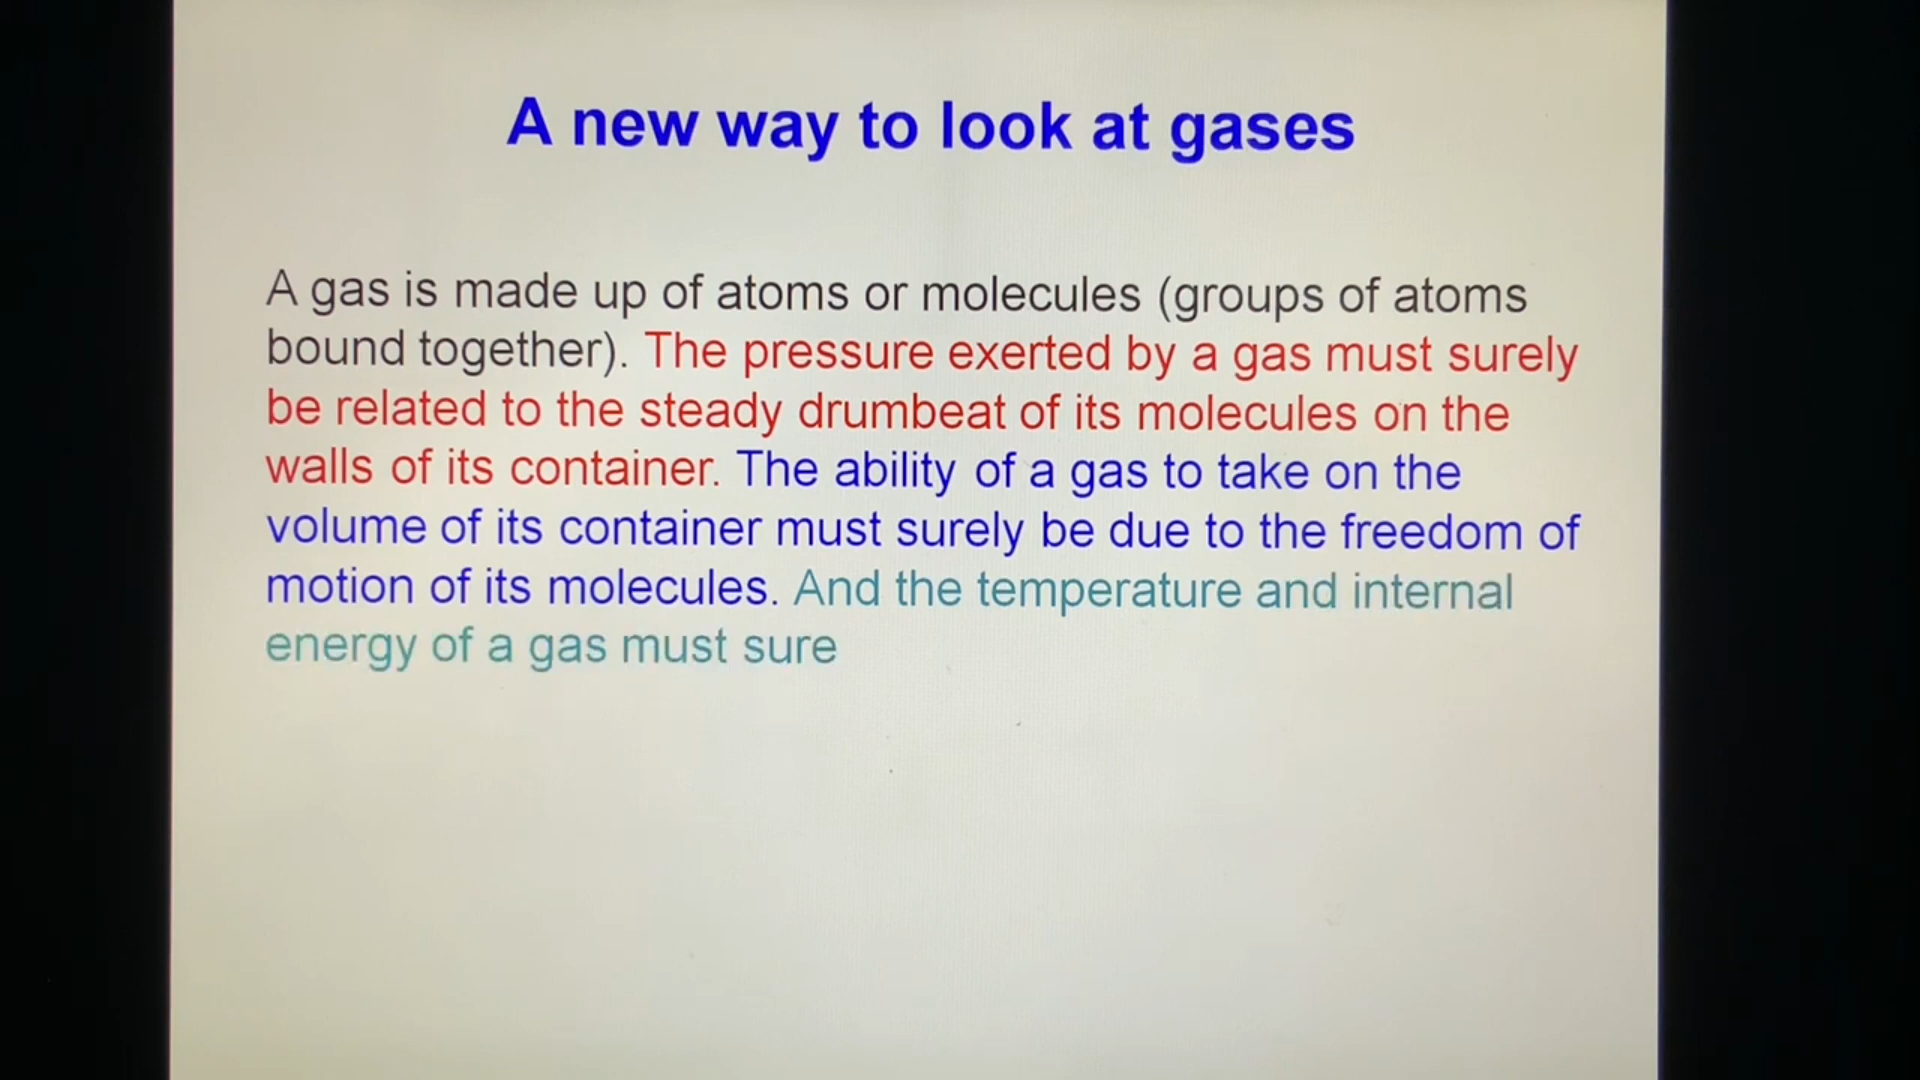 A new way to look at gases
A gas is made up of atoms or molecules (groups of atoms
bound together). The pressure exerted by a gas must surely
be related to the steady drumbeat of its molecules on the
walls of its container. The ability of a gas to take on the
volume of its container must surely be due to the freedom of
motion of its molecules. And the temperature and internal
energy of a gas must sure